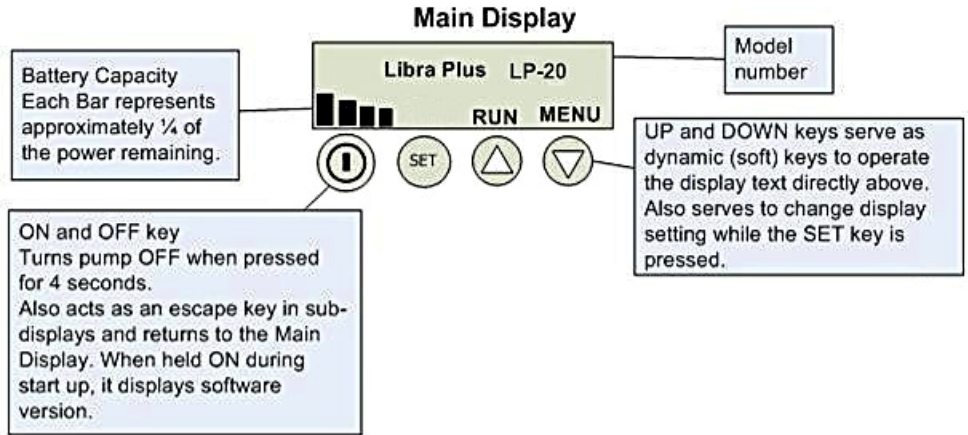 Main Display
Battery Capacity
Each Bar represents
approximately ¼ of
the power remaining.
Libra Plus LP-20
RUN MENU
SET
Model
number
UP and DOWN keys serve as
dynamic (soft) keys to operate
the display text directly above.
Also serves to change display
setting while the SET key is
pressed.
ON and OFF key
Turns pump OFF when pressed
for 4 seconds.
Also acts as an escape key in sub-
displays and returns to the Main
Display. When held ON during
start up, it displays software
version.